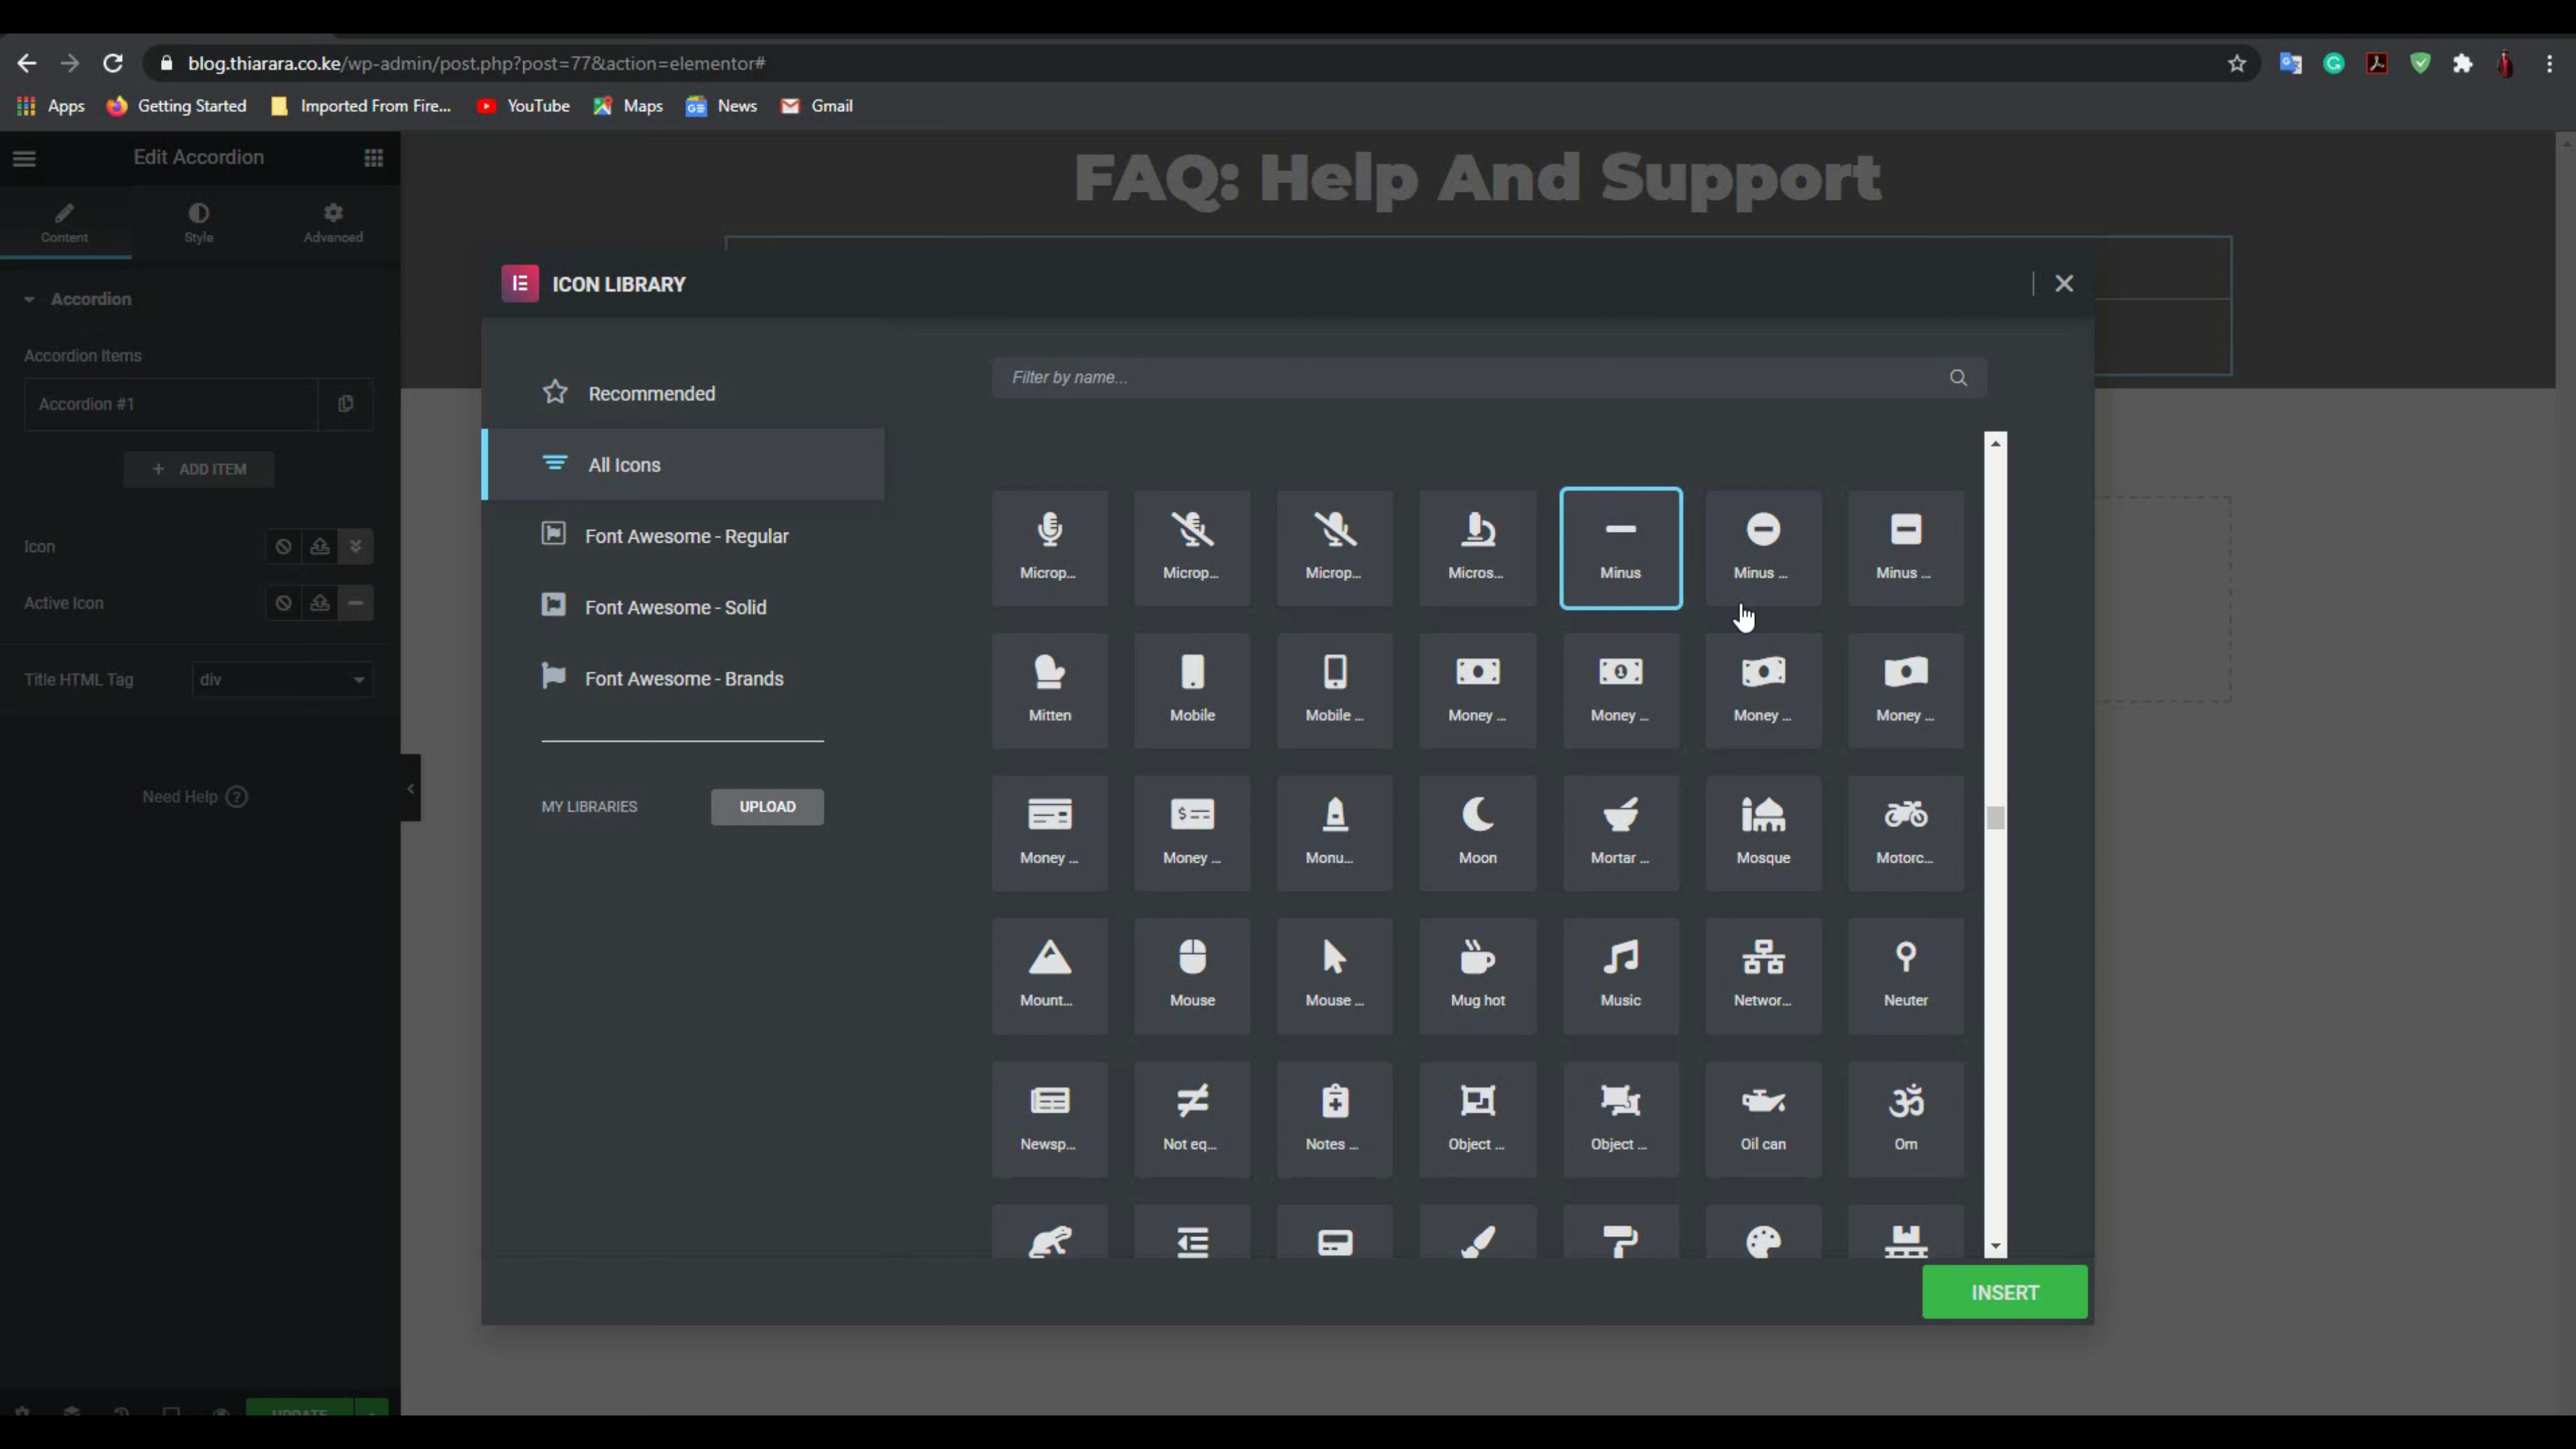 blog.thiarara.co.ke/wp-admin/post.php?post=77&action=elementor#
Apps Getting Started Imported From Fire... YouTube Maps News Gmail
Edit Accordion
Content Style Advanced
Accordion
Accordion Items
Accordion #1
+ ADD ITEM
Icon
Active Icon
Title HTML Tag div
Need Help ?
UPDATE
FAQ: Help And Support
ICON LIBRARY
Recommended
All Icons
Font Awesome - Regular
Font Awesome - Solid
Font Awesome - Brands
MY LIBRARIES UPLOAD
Filter by name...
Microp... Microp... Microp... Micros... Minus Minus ... Minus ...
Mitten Mobile Mobile ... Money ... Money ... Money ... Money ...
Money ... Money ... Monu... Moon Mortar ... Mosque Motorc...
Mount... Mouse Mouse ... Mug hot Music Networ... Neuter
Newsp... Not eq... Notes ... Object ... Object ... Oil can Om
INSERT